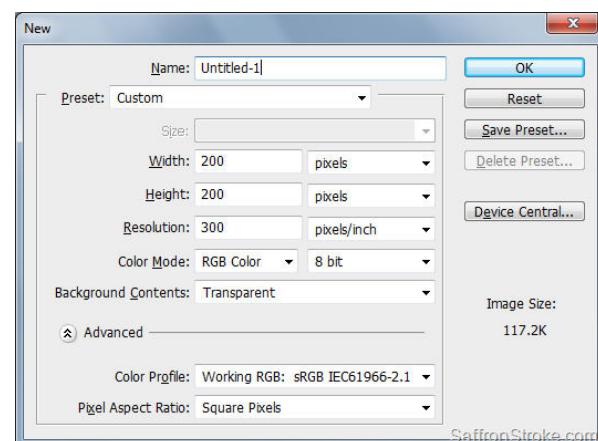 New
Name: Untitled-1
OK
Preset: Custom
Reset
Size:
Save Preset...
Width: 200 pixels
Delete Preset...
Height: 200 pixels
Device Central...
Resolution: 300 pixels/inch
Color Mode: RGB Color 8 bit
Background Contents: Transparent
Image Size:
117.2K
Advanced
Color Profile: Working RGB: sRGB IEC61966-2.1
Pixel Aspect Ratio: Square Pixels
SaffronStroke.com